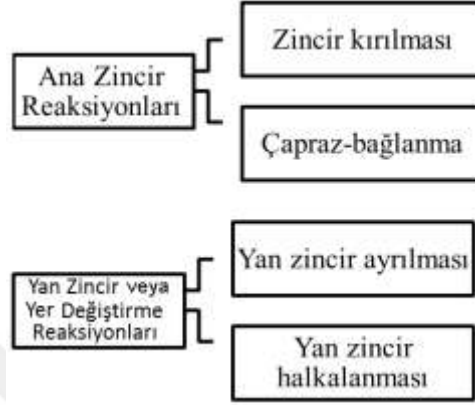 Zincir kırılması
Ana Zincir
Reaksiyonları
Çapraz-bağlanma
Yan zincir ayrılması
Yan Zincir veya
Yer Değiştirme
Reaksiyonları
Yan zincir
halkalanması